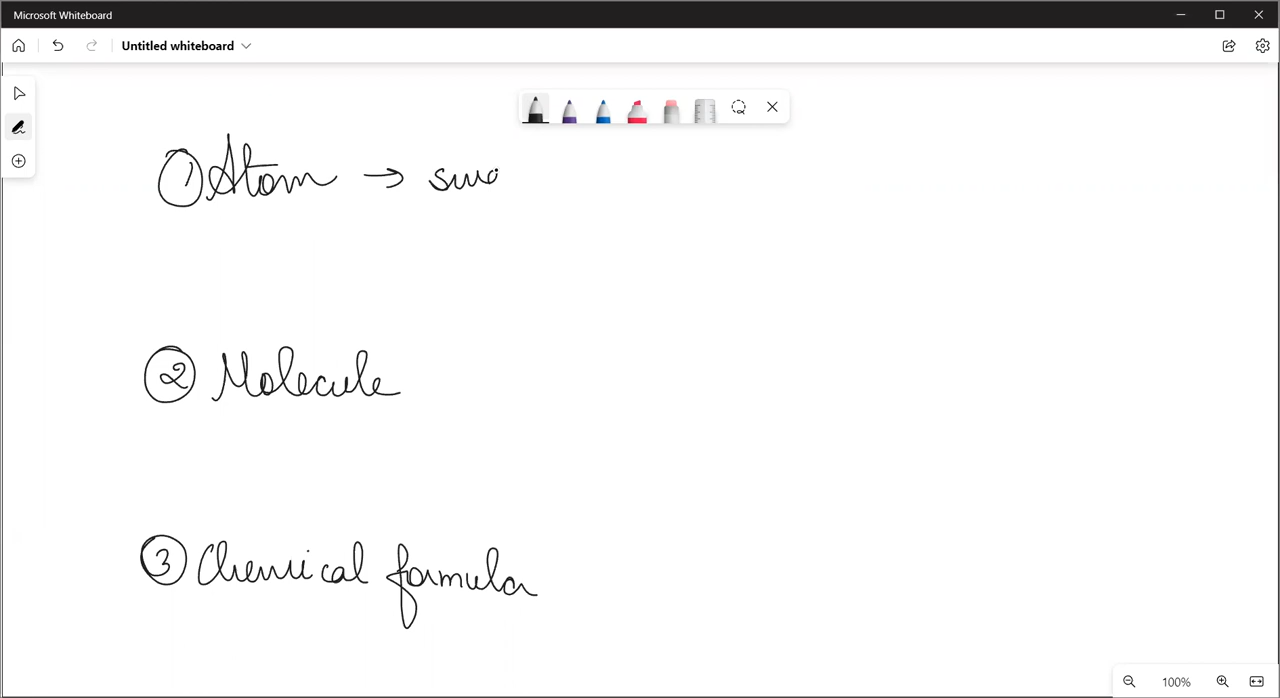 Microsoft Whiteboard
Untitled whiteboard
① Atom →
② Molecule
③ Chemical formula
100%